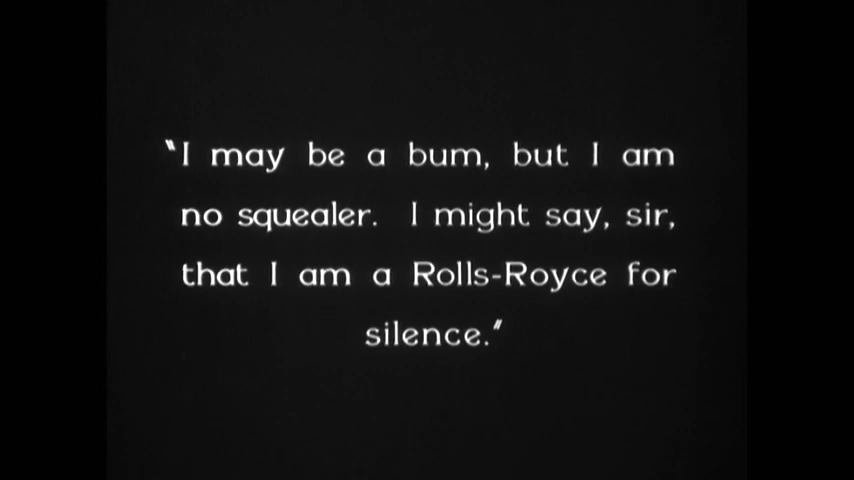 "I may be a bum, but I am
no squealer. I might say, sir,
that I am a Rolls-Royce for
silence."